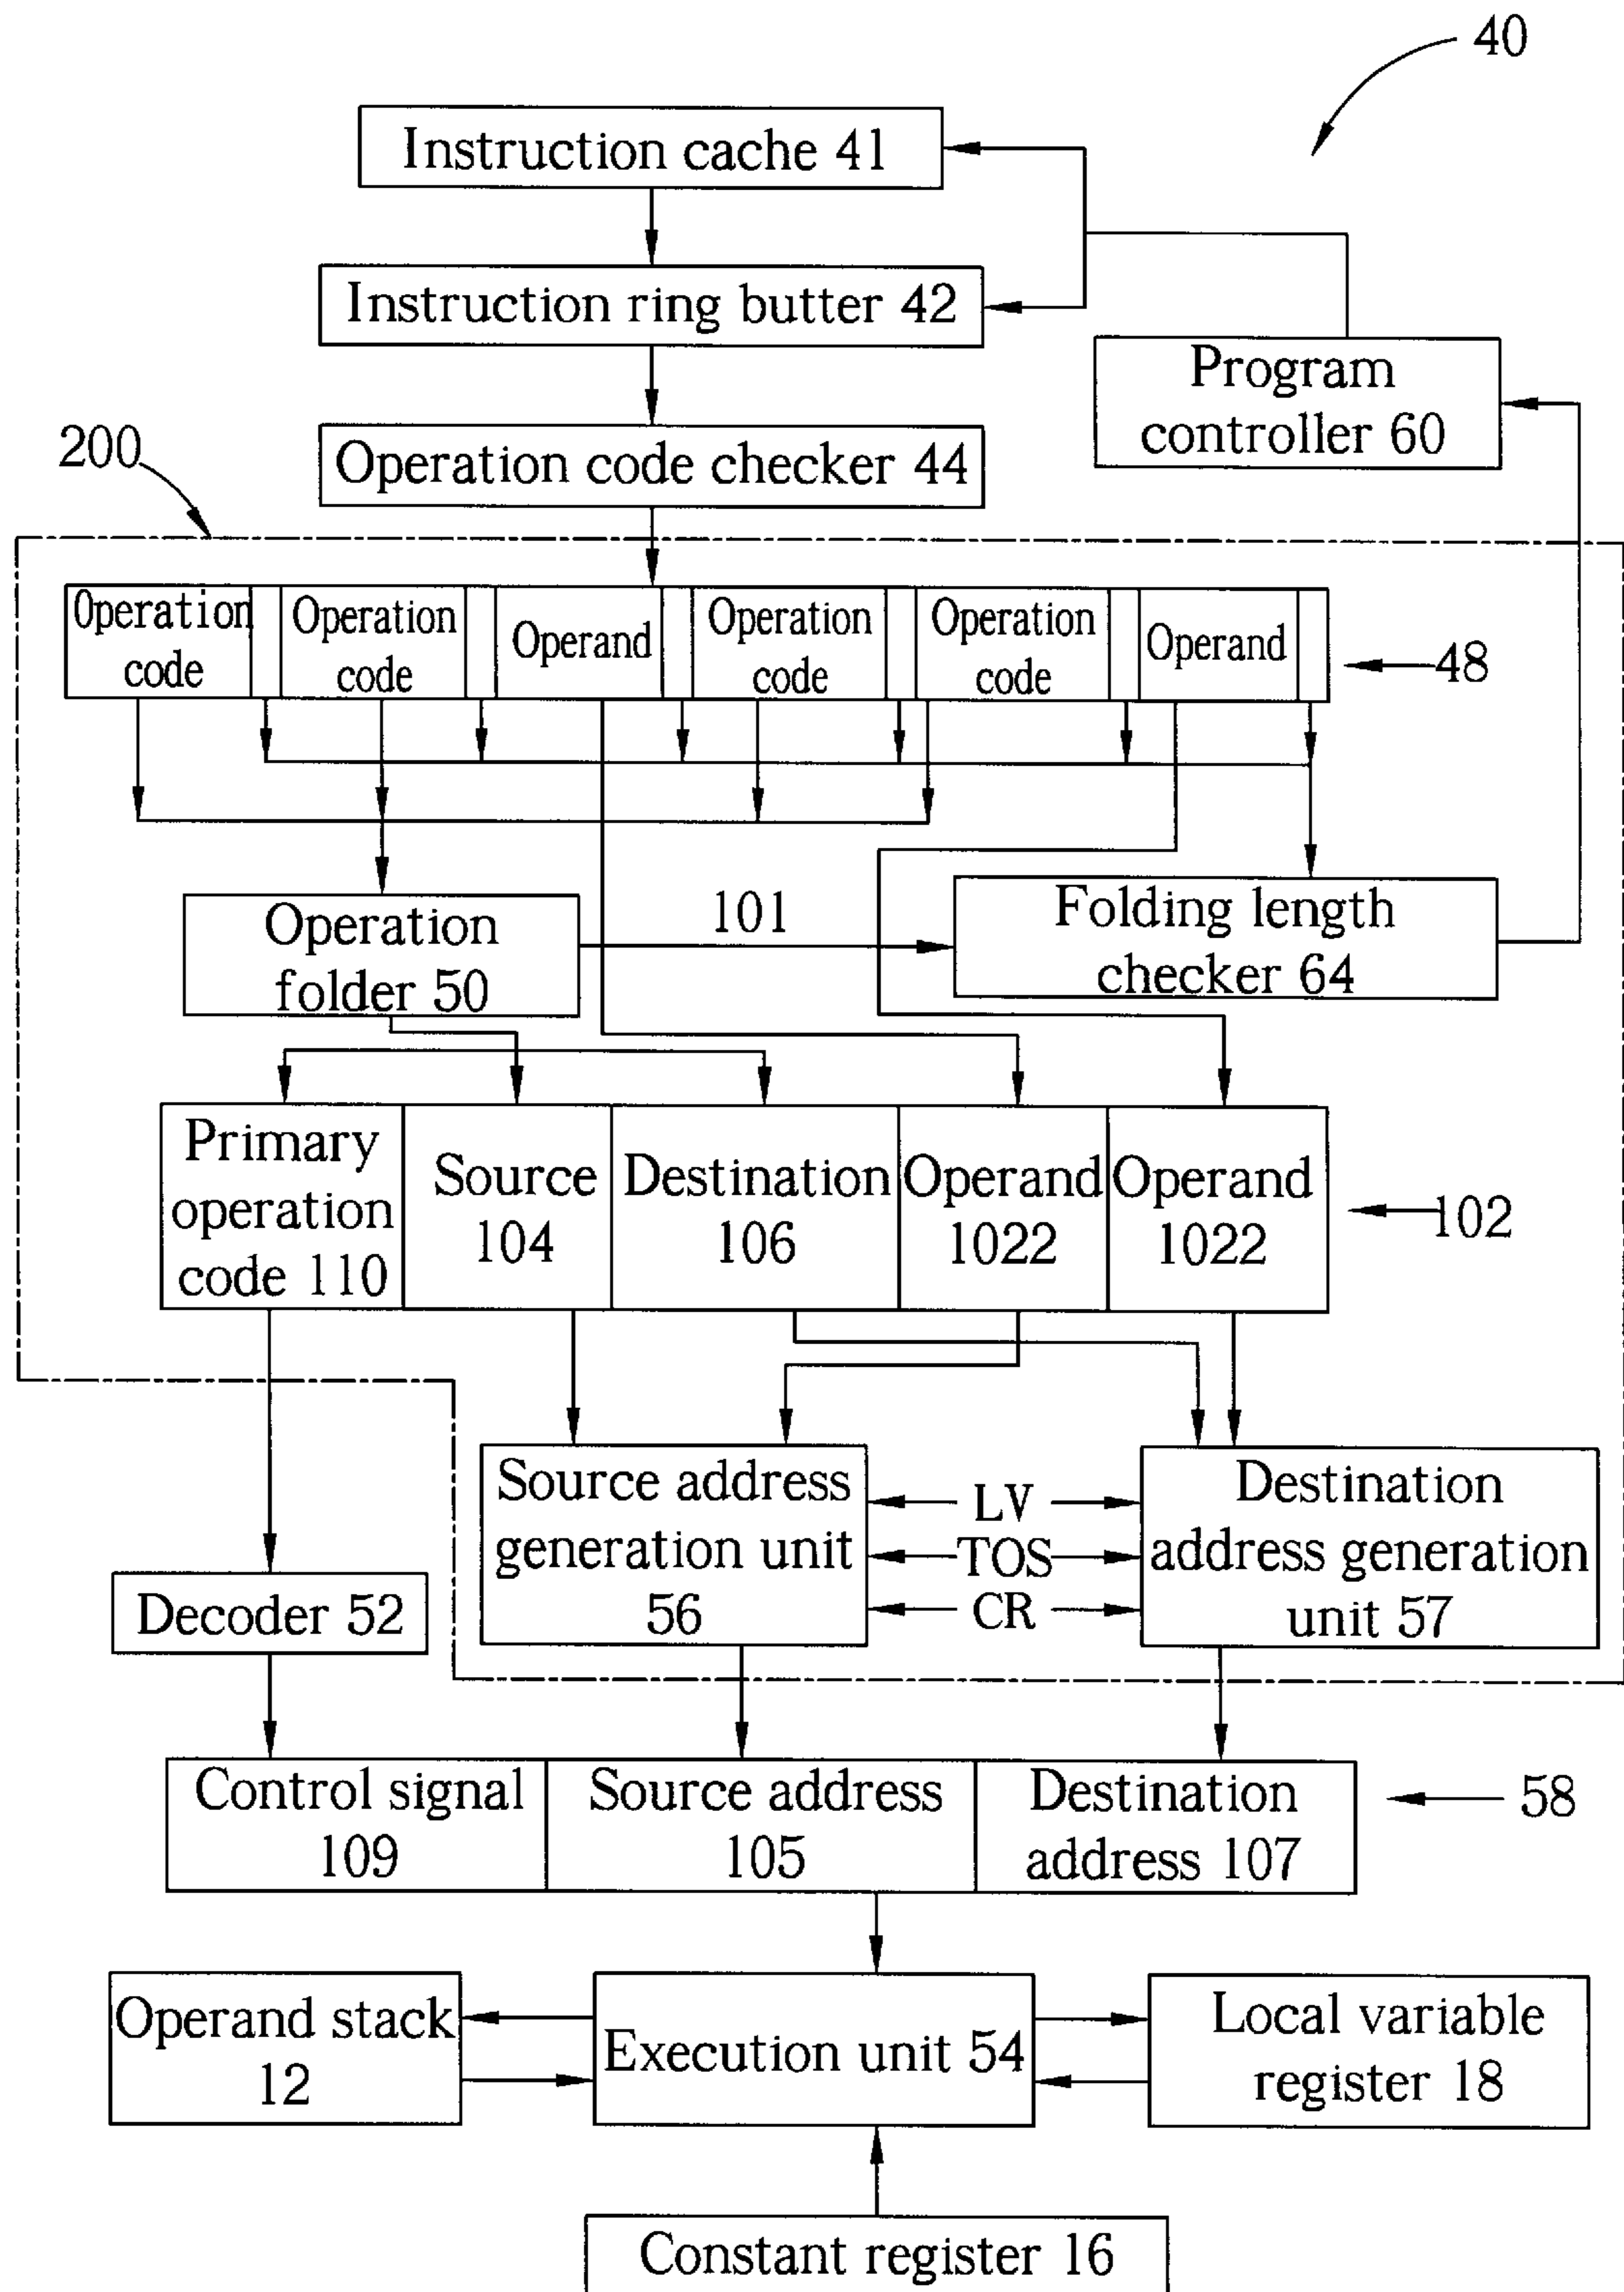 40
Instruction cache 41
Instruction ring butter 42
Program
controller 60
Operation code checker 44
200
Operation
code
Operation
code
Operand
Operation
code
Operation
code
Operand
48
Operation
folder 50
101
Folding length
checker 64
Primary
operation
code 110
Source
104
Destination
106
Operand
1022
Operand
1022
102
Source address
generation unit
56
LV
TOS
CR
Destination
address generation
unit 57
Decoder 52
Control signal
109
Source address
105
Destination
address 107
58
Operand stack
12
Execution unit 54
Local variable
register 18
Constant register 16